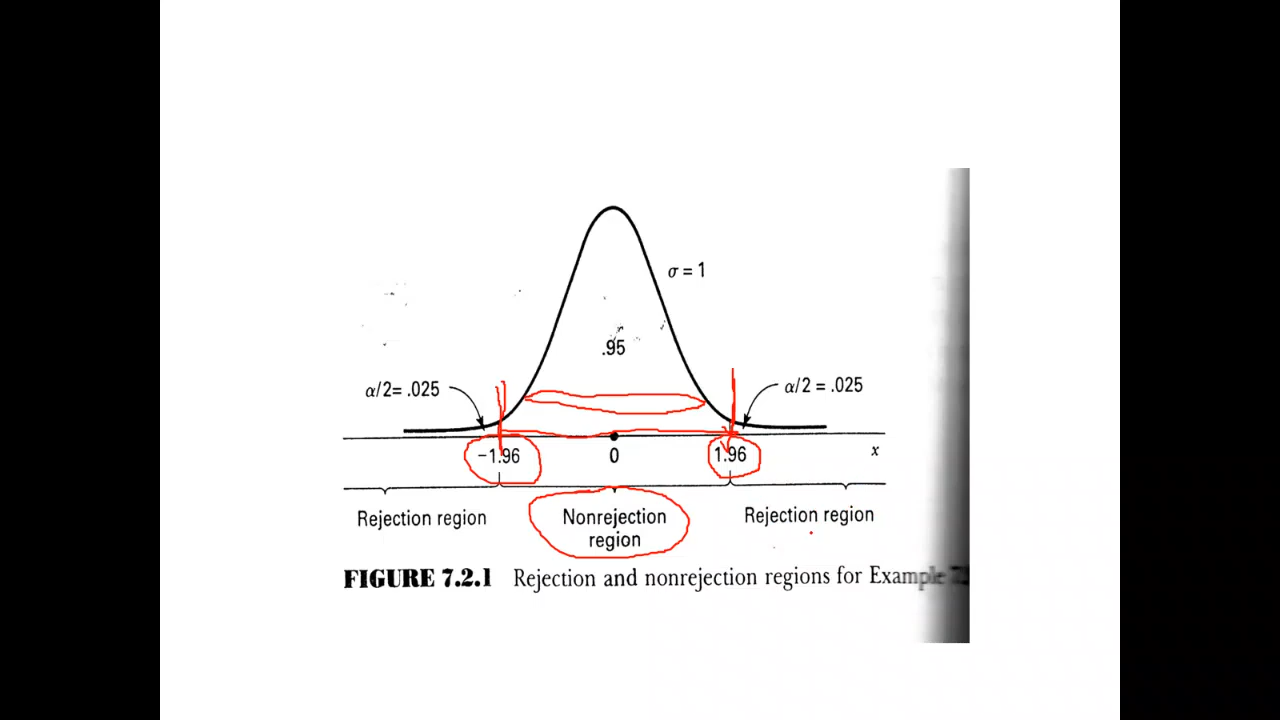 σ = 1
.95
α/2= .025
α/2 = .025
−1.96
0
1.96
x
Rejection region
Nonrejection
region
Rejection region
FIGURE 7.2.1 Rejection and nonrejection regions for Example